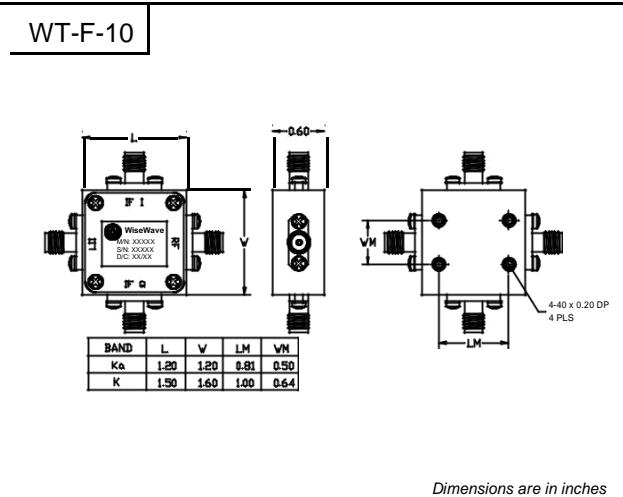 WT-F-10
L
0.60
IF I
WiseWave
M/N: XXXXX
S/N: XXXXX
D/C: XX/XX
RF
W
WM
IF Q
4-40 x 0.20 DP
4 PLS
LM
BAND L W LM WM
Ka 1.20 1.20 0.81 0.50
K 1.50 1.60 1.00 0.64
Dimensions are in inches